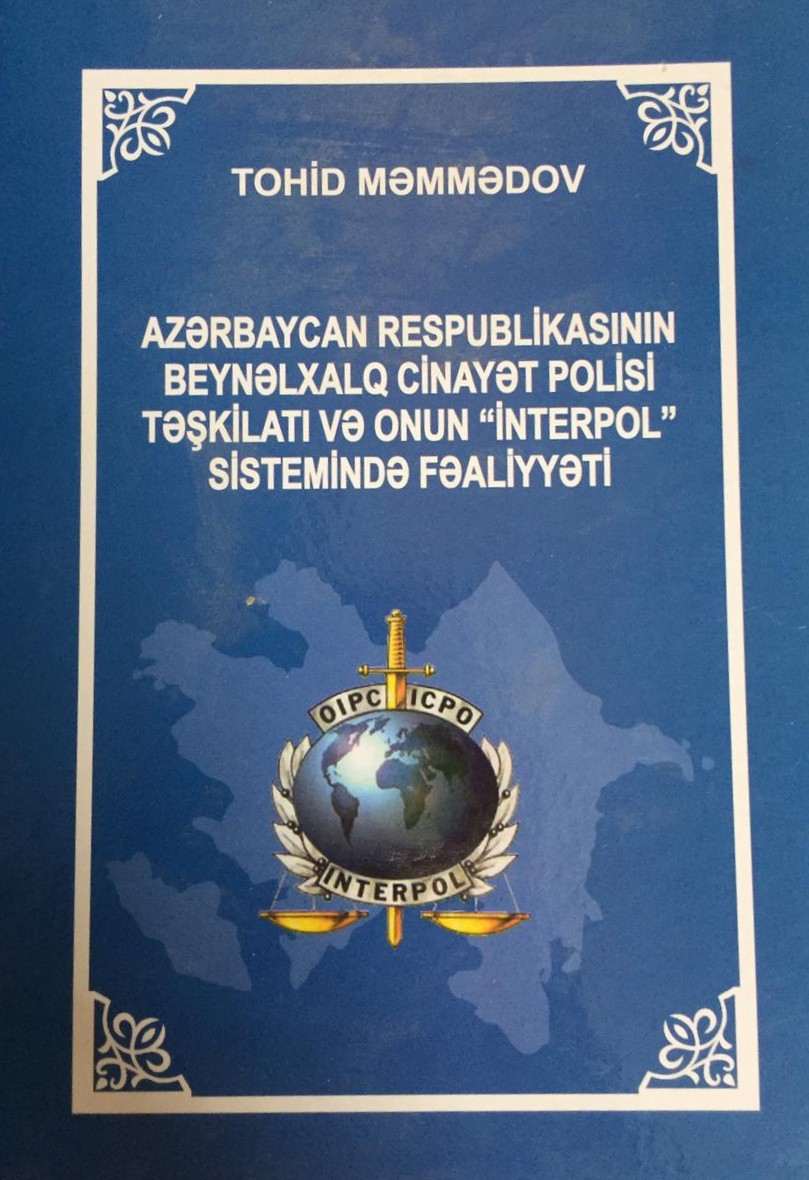 TOHİD MƏMMƏDOV
AZƏRBAYCAN RESPUBLİKASININ
BEYNƏLXALQ CİNAYƏT POLİSİ
TƏŞKİLATI VƏ ONUN “İNTERPOL”
SİSTEMİNDƏ FƏALİYYƏTİ
OIPC ICPO
INTERPOL